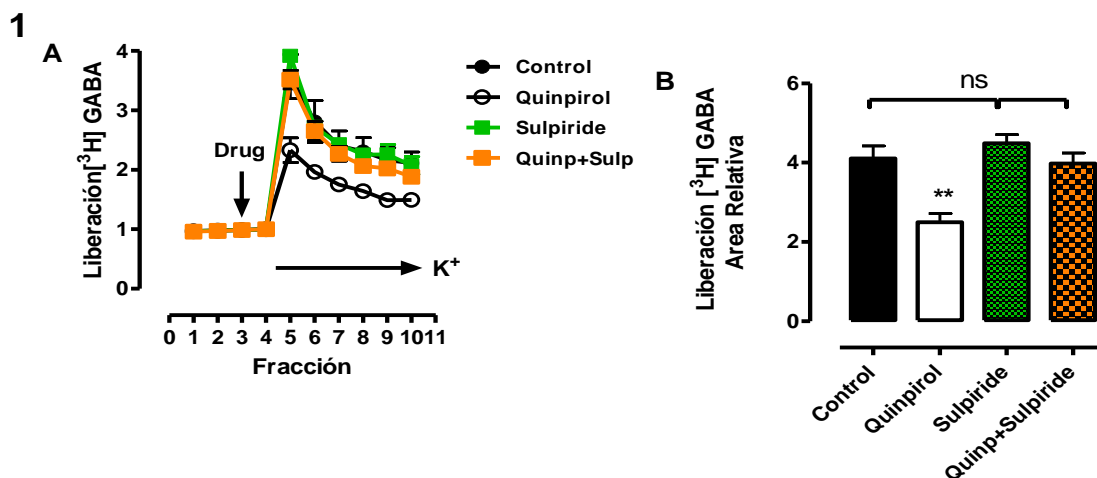 1
A
Liberación[³H] GABA
4
3
2
1
0
Drug
K⁺
0 1 2 3 4 5 6 7 8 9 10 11
Fracción
Control
Quinpirol
Sulpiride
Quinp+Sulp
B
Liberación [³H] GABA
Area Relativa
6
4
2
0
ns
**
Control
Quinpirol
Sulpiride
Quinp+Sulpiride